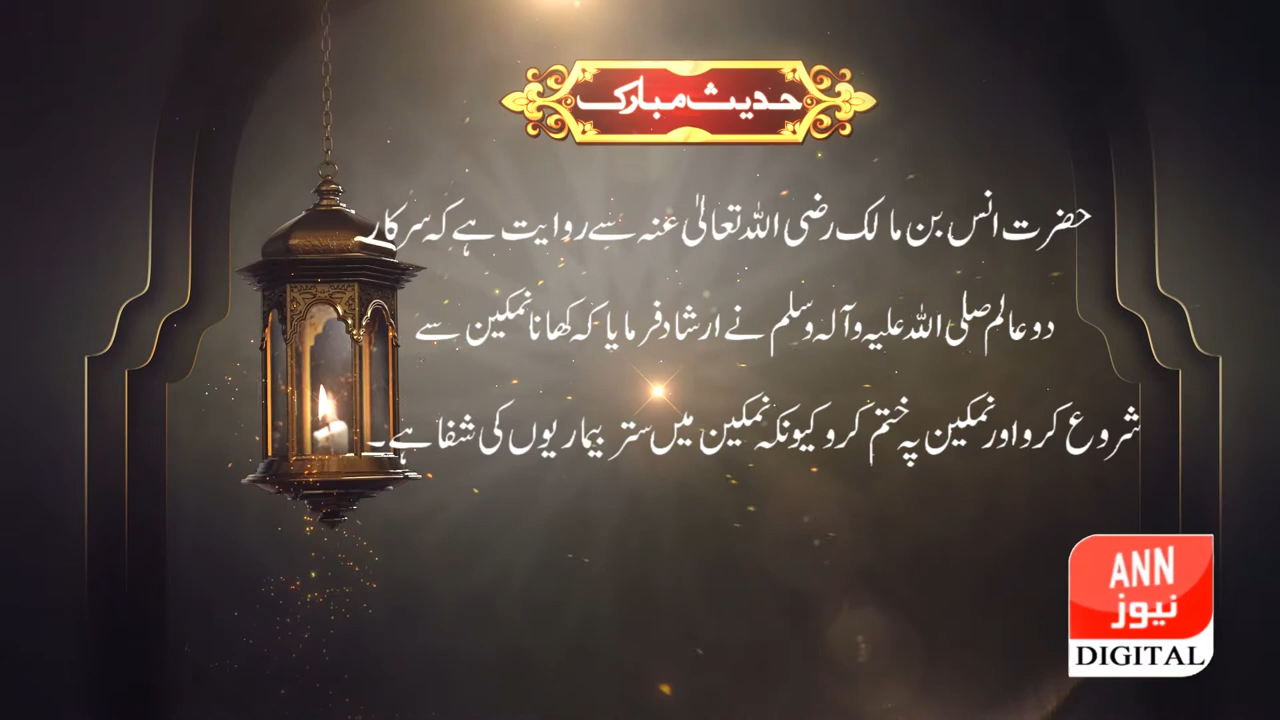 حدیث مبارک
حضرت انس بن مالک رضی اللہ تعالیٰ عنہ سے روایت ہے کہ سرکار
دو عالم صلی اللہ علیہ وآلہ وسلم نے ارشاد فرمایا کہ کھانا نمکین سے
شروع کرو اور نمکین پہ ختم کرو کیونکہ نمکین میں ستر بیماریوں کی شفا ہے۔
ANN
نیوز
DIGITAL